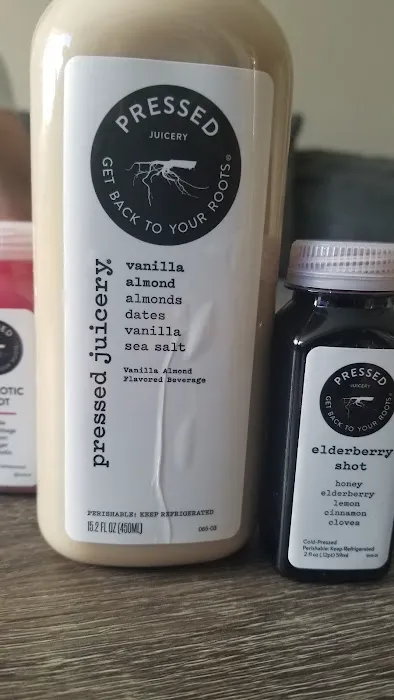 PRESSED
JUICERY
GET BACK TO YOUR ROOTS®
pressed juicery®
vanilla
almond
almonds
dates
vanilla
sea salt
Vanilla Almond
Flavored Beverage
PERISHABLE: KEEP REFRIGERATED
15.2 FL OZ (450ML)
PRESSED
JUICERY
GET BACK TO YOUR ROOTS
elderberry
shot
honey
elderberry
lemon
cinnamon
cloves
Cold-Pressed
Perishable: Keep Refrigerated
PRESSED
OTIC
OT